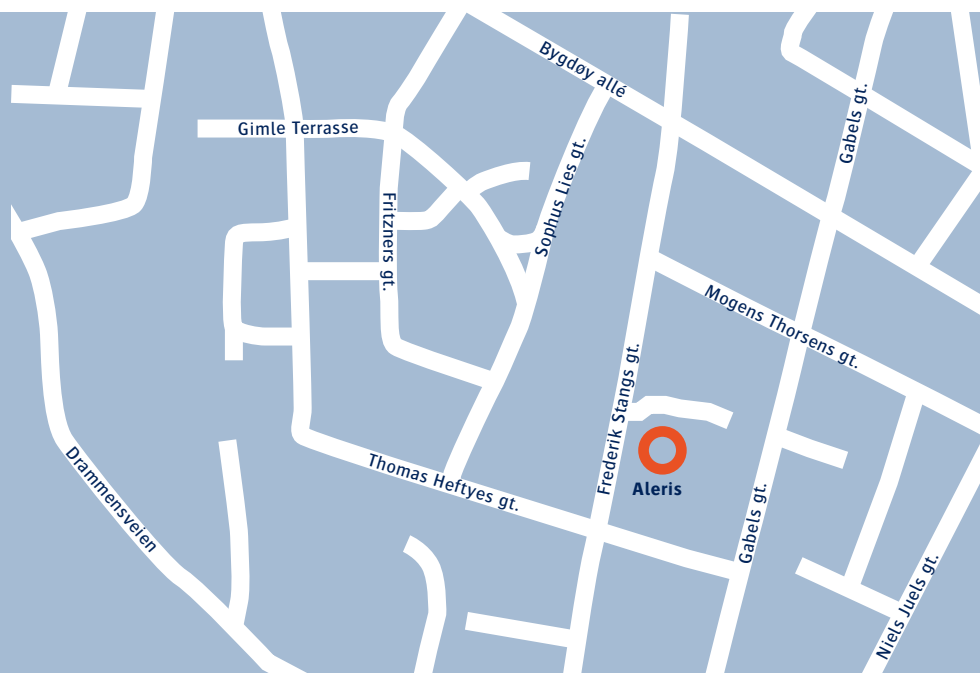 Bygdøy allé
Gabels gt.
Gimle Terrasse
Sophus Lies gt.
Fritzners gt.
Mogens Thorsens gt.
Frederik Stangs gt.
Drammensveien
Thomas Heftyes gt.
Aleris
Gabels gt.
Niels Juels gt.